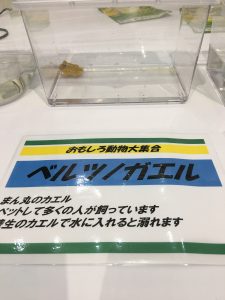 おもしろ動物大集合
ベルツノガエル
まん丸のカエル
ペットして多くの人が飼っています
生のカエルで水に入れると溺れます